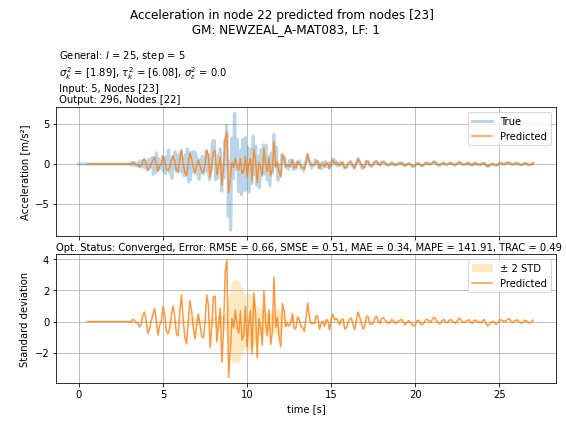 Acceleration in node 22 predicted from nodes [23]
GM: NEWZEAL_A-MAT083, LF: 1
General: l = 25, step = 5
σ²ₖ = [1.89], τ²ₖ = [6.08], σ²ε = 0.0
Input: 5, Nodes [23]
Output: 296, Nodes [22]
Acceleration [m/s²]
5
0
−5
True
Predicted
Opt. Status: Converged, Error: RMSE = 0.66, SMSE = 0.51, MAE = 0.34, MAPE = 141.91, TRAC = 0.49
Standard deviation
4
2
0
−2
± 2 STD
Predicted
0 5 10 15 20 25
time [s]